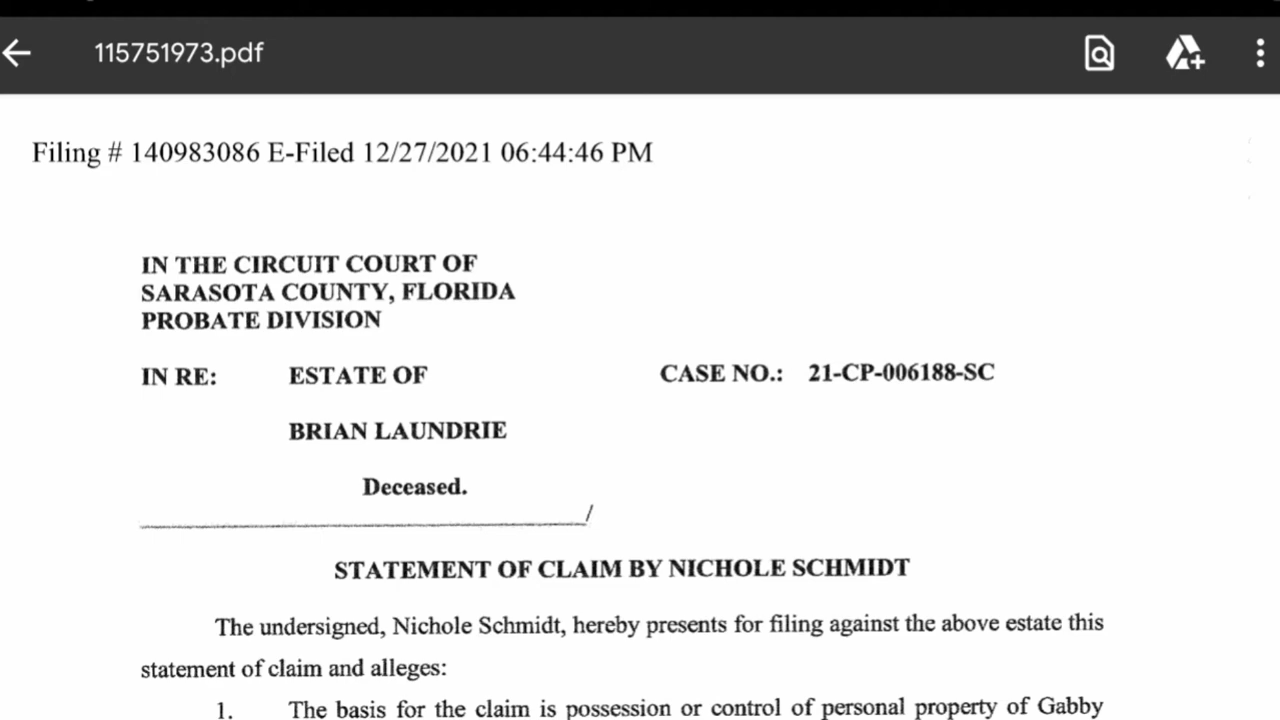 115751973.pdf
Filing # 140983086 E-Filed 12/27/2021 06:44:46 PM
IN THE CIRCUIT COURT OF
SARASOTA COUNTY, FLORIDA
PROBATE DIVISION
IN RE: ESTATE OF CASE NO.: 21-CP-006188-SC
BRIAN LAUNDRIE
Deceased.
/
STATEMENT OF CLAIM BY NICHOLE SCHMIDT
The undersigned, Nichole Schmidt, hereby presents for filing against the above estate this
statement of claim and alleges:
1. The basis for the claim is possession or control of personal property of Gabby